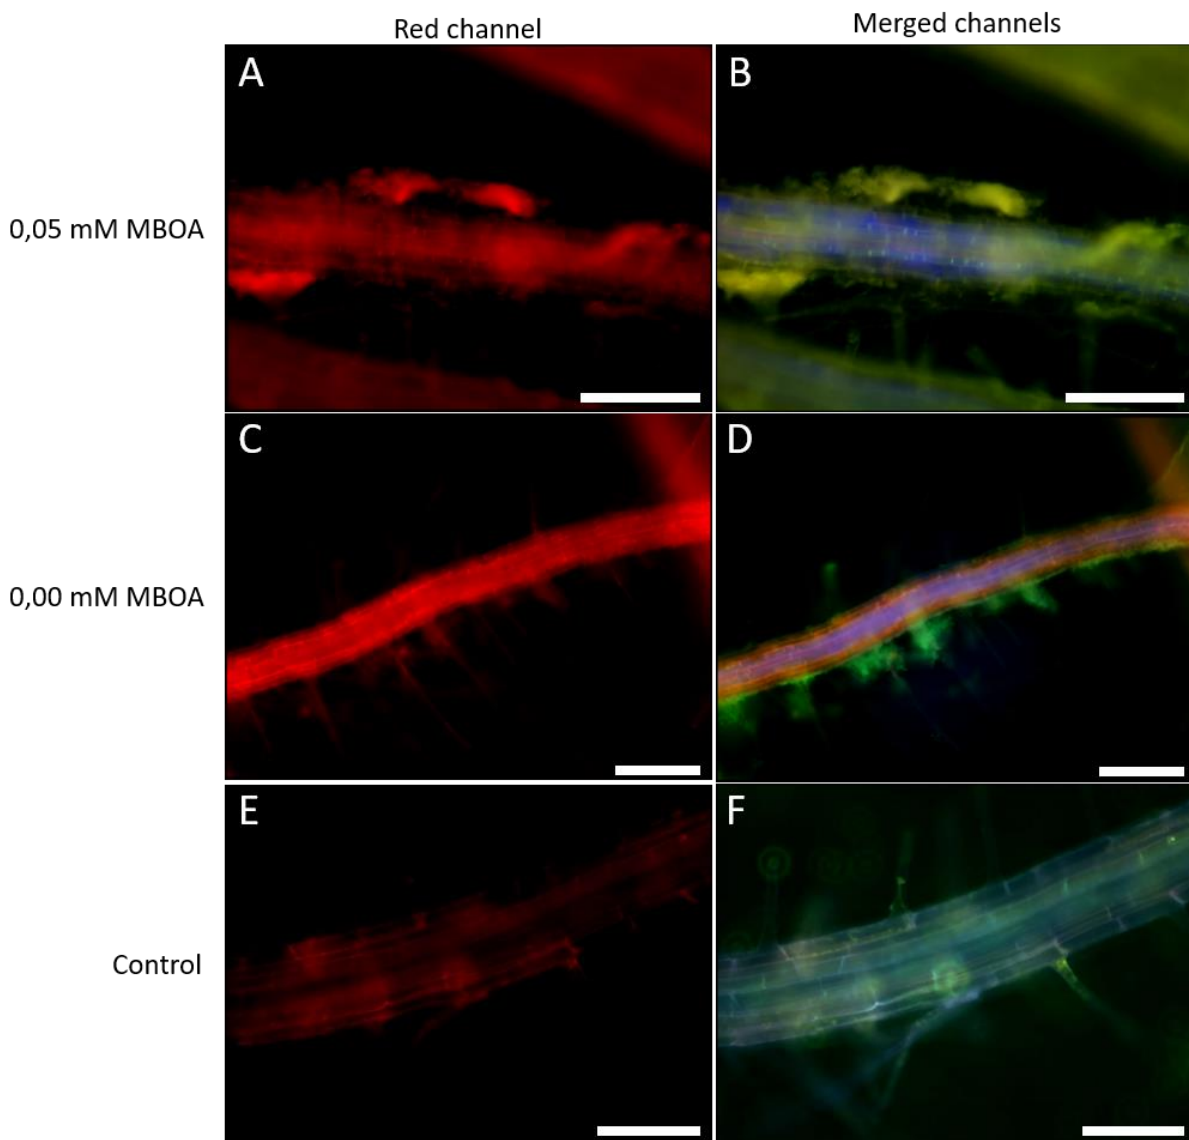 Red channel
Merged channels
A
B
0,05 mM MBOA
C
D
0,00 mM MBOA
E
F
Control